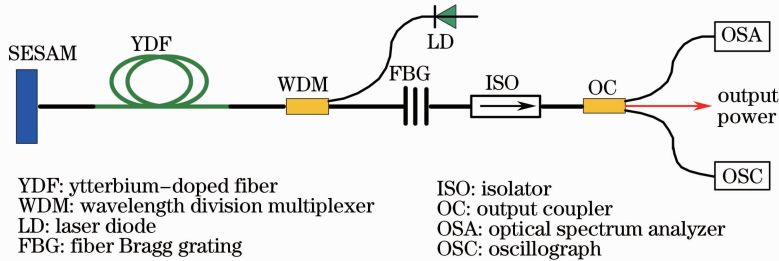 SESAM
YDF
WDM
LD
FBG
ISO
OC
OSA
output
power
OSC
YDF: ytterbium-doped fiber
WDM: wavelength division multiplexer
LD: laser diode
FBG: fiber Bragg grating
ISO: isolator
OC: output coupler
OSA: optical spectrum analyzer
OSC: oscillograph